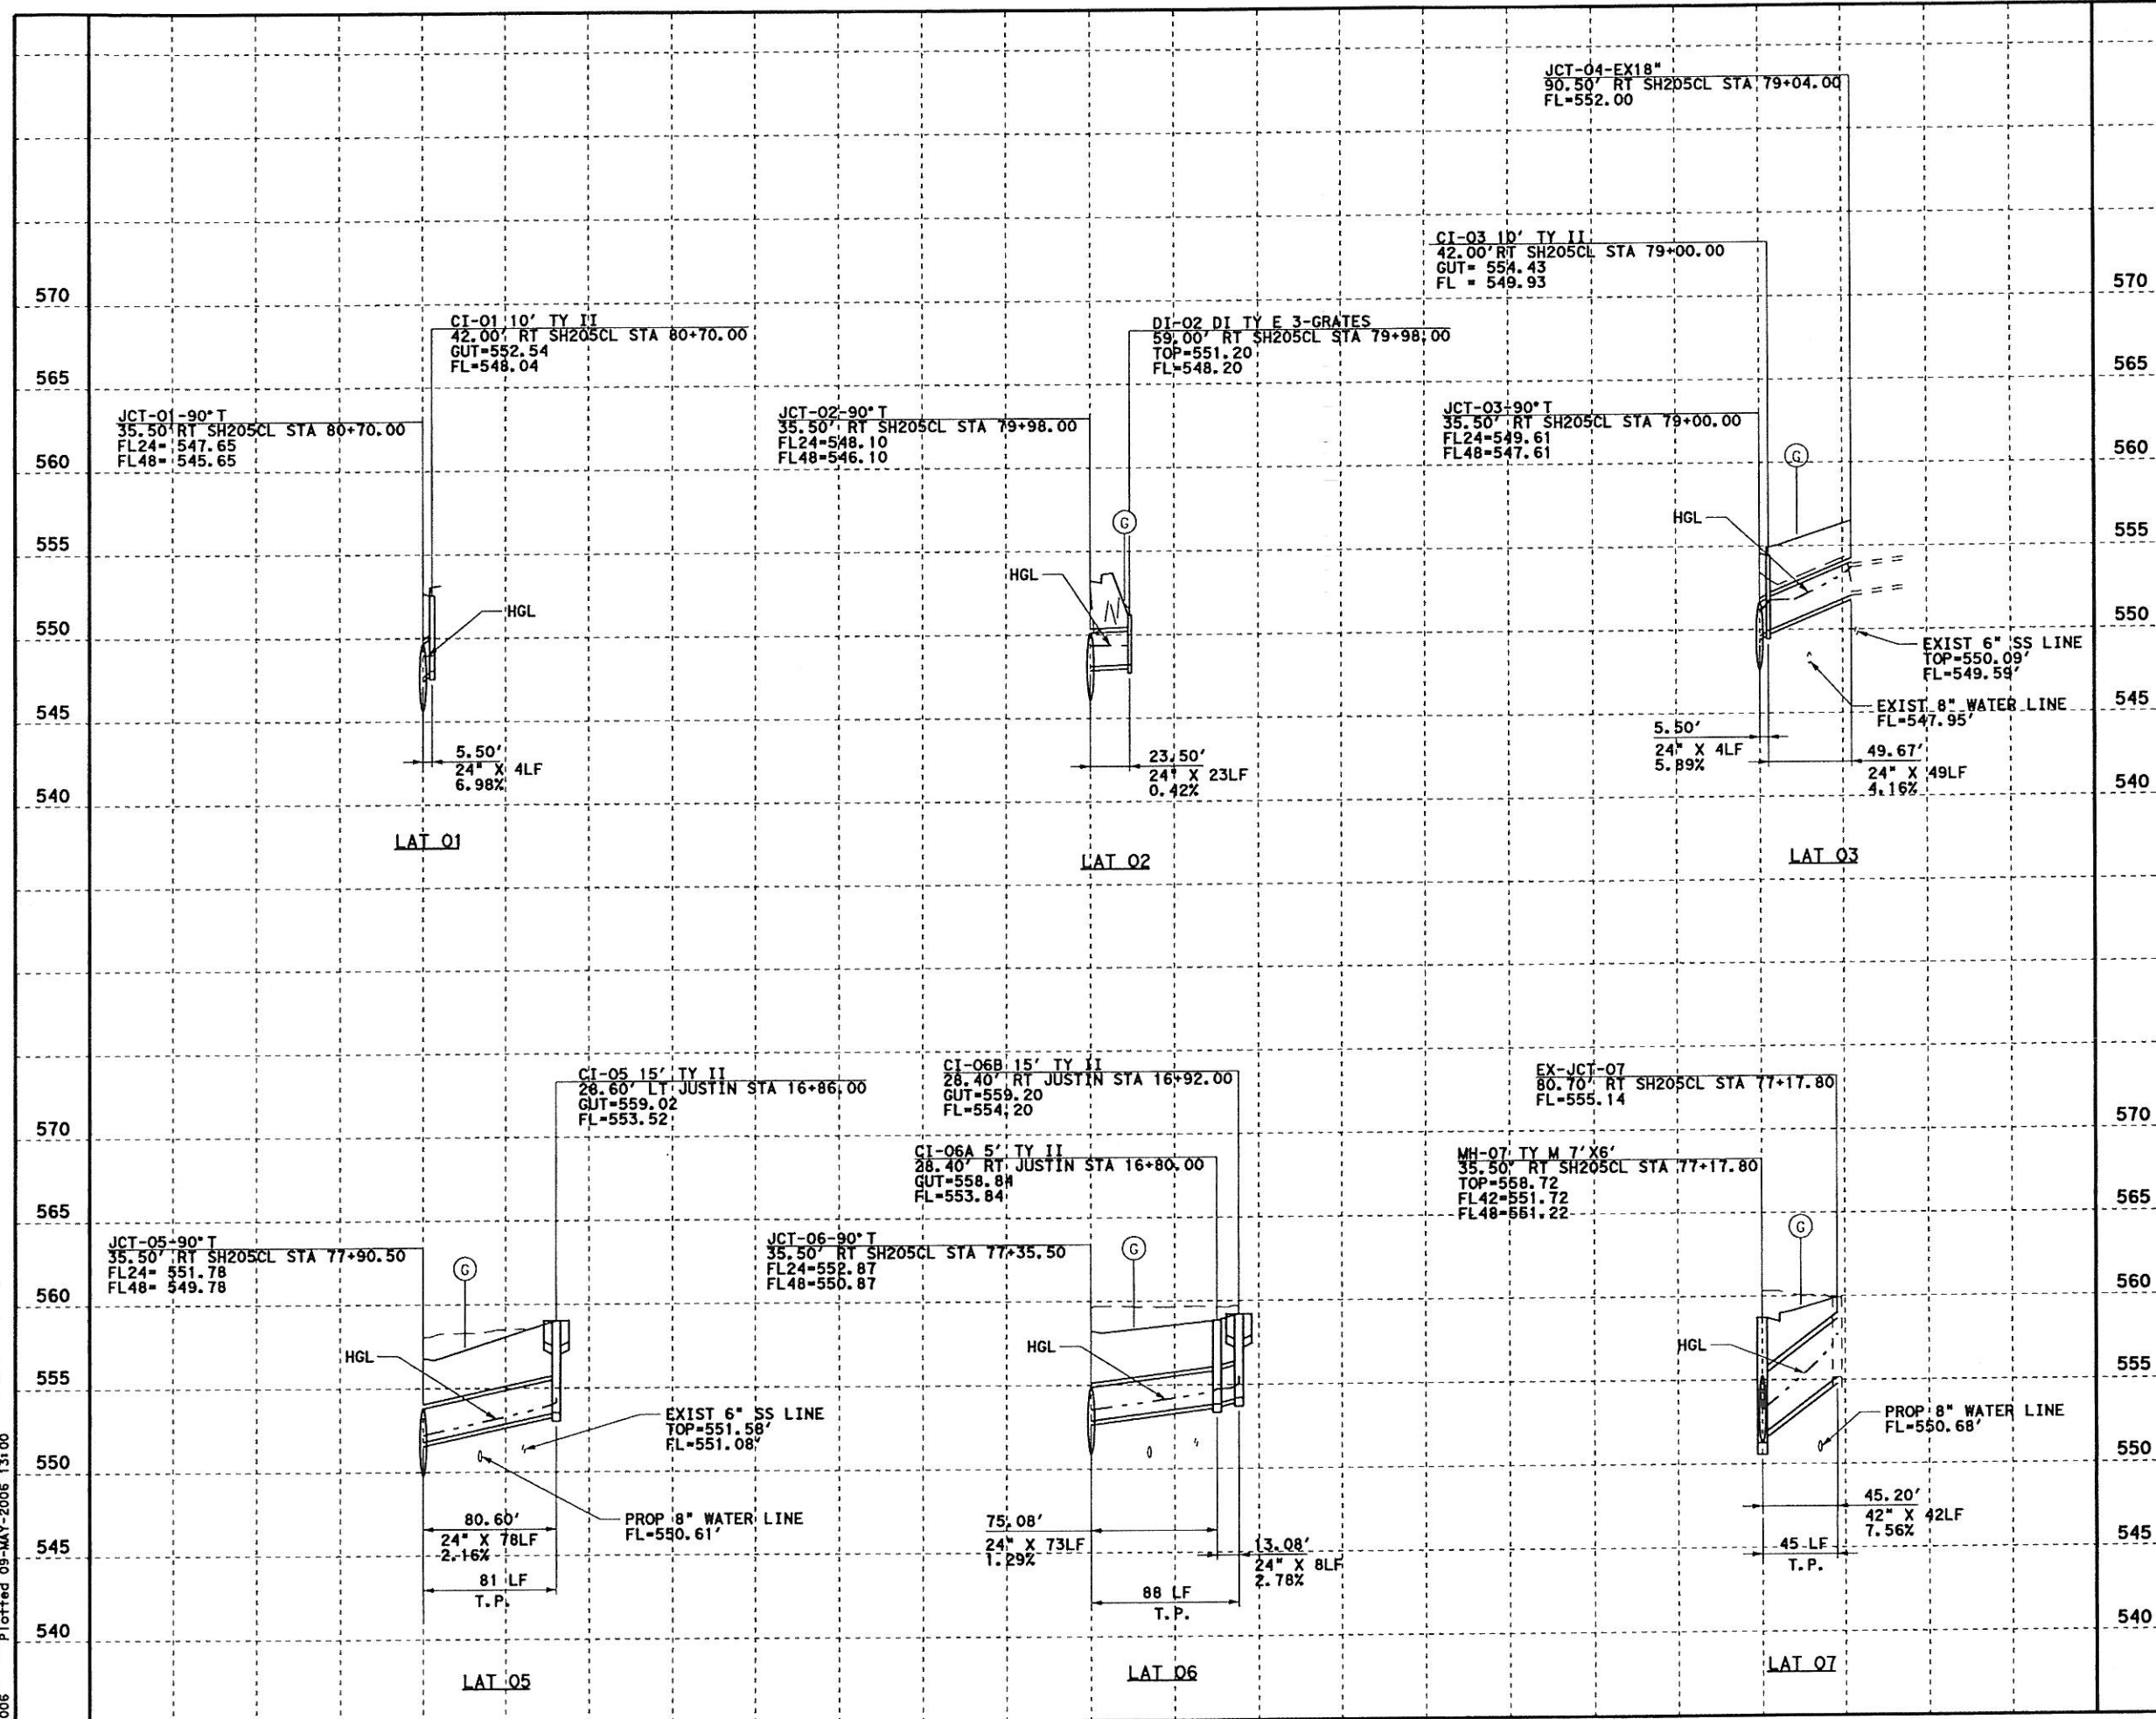 JCT-04-EX18"
90.50' RT SH205CL STA 79+04.00
FL=552.00
CI-03 10' TY II
42.00' RT SH205CL STA 79+00.00
GUT= 554.43
FL = 549.93
570
570
CI-01 10' TY II
42.00' RT SH205CL STA 80+70.00
GUT=552.54
FL=548.04
DI-02 DI TY E 3-GRATES
59.00' RT SH205CL STA 79+98.00
TOP=551.20
FL=548.20
565
565
JCT-01-90°T
35.50' RT SH205CL STA 80+70.00
FL24= 547.65
FL48= 545.65
JCT-02-90°T
35.50' RT SH205CL STA 79+98.00
FL24=548.10
FL48=546.10
JCT-03-90°T
35.50' RT SH205CL STA 79+00.00
FL24=549.61
FL48=547.61
G
560
560
G
HGL
555
555
HGL
HGL
550
550
EXIST 6" SS LINE
TOP=550.09'
FL=549.59'
EXIST 8" WATER LINE
FL=547.95'
545
545
5.50'
24" X 4LF
6.98%
23.50'
24" X 23LF
0.42%
5.50'
24" X 4LF
5.89%
49.67'
24" X 49LF
4.16%
540
540
LAT 01
LAT 02
LAT 03
CI-05 15' TY II
28.60' LT JUSTIN STA 16+86.00
GUT=559.02
FL=553.52
CI-06B 15' TY II
28.40' RT JUSTIN STA 16+92.00
GUT=559.20
FL=554.20
EX-JCT-07
80.70' RT SH205CL STA 77+17.80
FL=555.14
570
570
CI-06A 5' TY II
28.40' RT JUSTIN STA 16+80.00
GUT=558.84
FL=553.84
MH-07 TY M 7'X6'
35.50' RT SH205CL STA 77+17.80
TOP=558.72
FL42=551.72
FL48=551.22
565
565
JCT-05-90°T
35.50' RT SH205CL STA 77+90.50
FL24= 551.78
FL48= 549.78
G
JCT-06-90°T
35.50' RT SH205CL STA 77+35.50
FL24=552.87
FL48=550.87
G
G
560
560
HGL
HGL
HGL
555
555
EXIST 6" SS LINE
TOP=551.58'
FL=551.08'
PROP 8" WATER LINE
FL=550.68'
550
550
PROP 8" WATER LINE
FL=550.61'
80.60'
24" X 78LF
2.16%
81 LF
T.P.
75.08'
24" X 73LF
1.29%
13.08'
24" X 8LF
2.78%
88 LF
T.P.
45.20'
42" X 42LF
7.56%
45 LF
T.P.
545
545
540
540
LAT 05
LAT 06
LAT 07
Plotted 09-MAY-2006 13:00
006